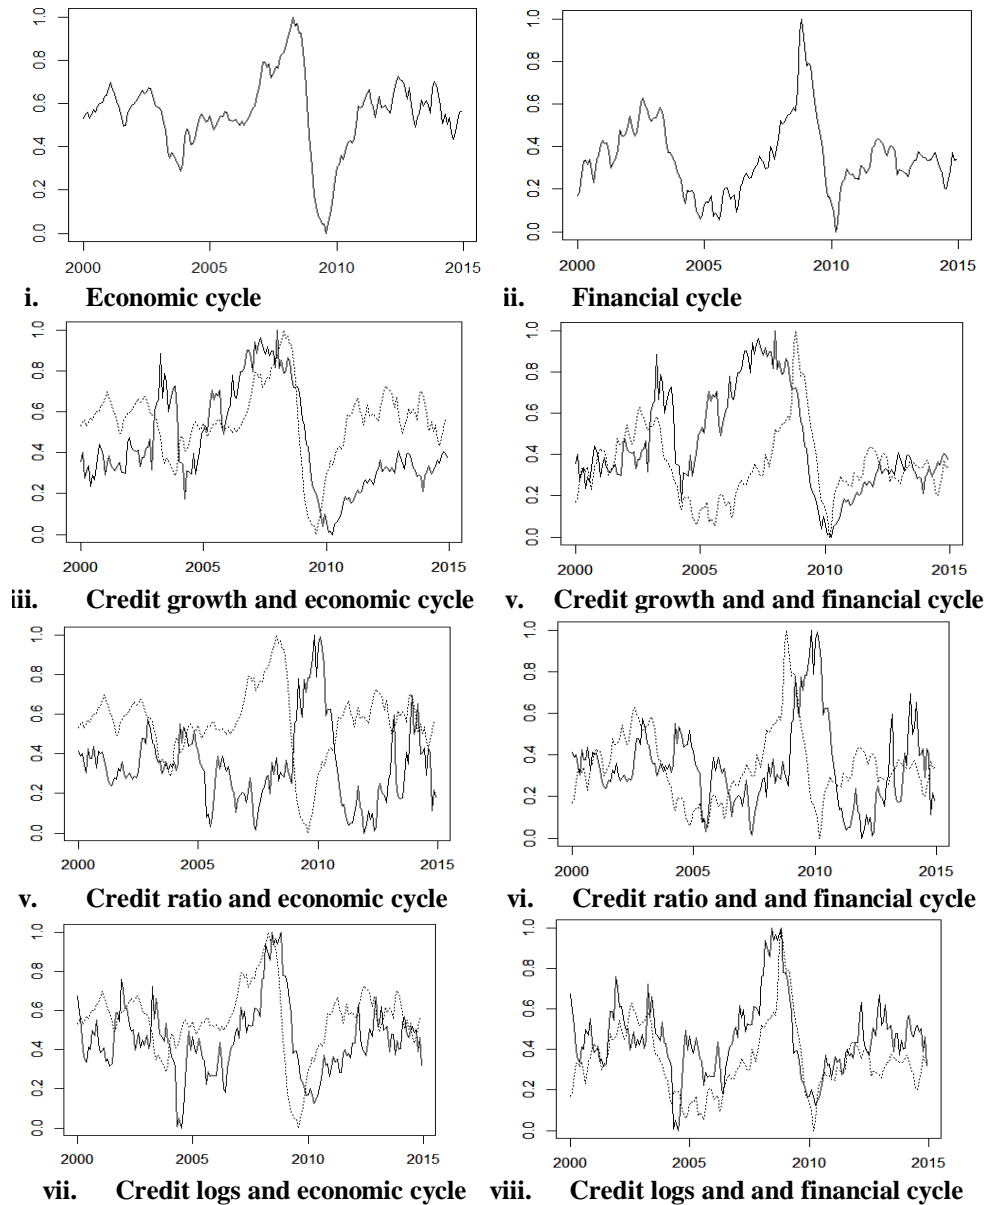 0.0 0.2 0.4 0.6 0.8 1.0
2000 2005 2010 2015
i. Economic cycle
0.0 0.2 0.4 0.6 0.8 1.0
2000 2005 2010 2015
ii. Financial cycle
0.0 0.2 0.4 0.6 0.8 1.0
2000 2005 2010 2015
iii. Credit growth and economic cycle
0.0 0.2 0.4 0.6 0.8 1.0
2000 2005 2010 2015
v. Credit growth and and financial cycle
0.0 0.2 0.4 0.6 0.8 1.0
2000 2005 2010 2015
v. Credit ratio and economic cycle
0.0 0.2 0.4 0.6 0.8 1.0
2000 2005 2010 2015
vi. Credit ratio and and financial cycle
0.0 0.2 0.4 0.6 0.8 1.0
2000 2005 2010 2015
vii. Credit logs and economic cycle
0.0 0.2 0.4 0.6 0.8 1.0
2000 2005 2010 2015
viii. Credit logs and and financial cycle